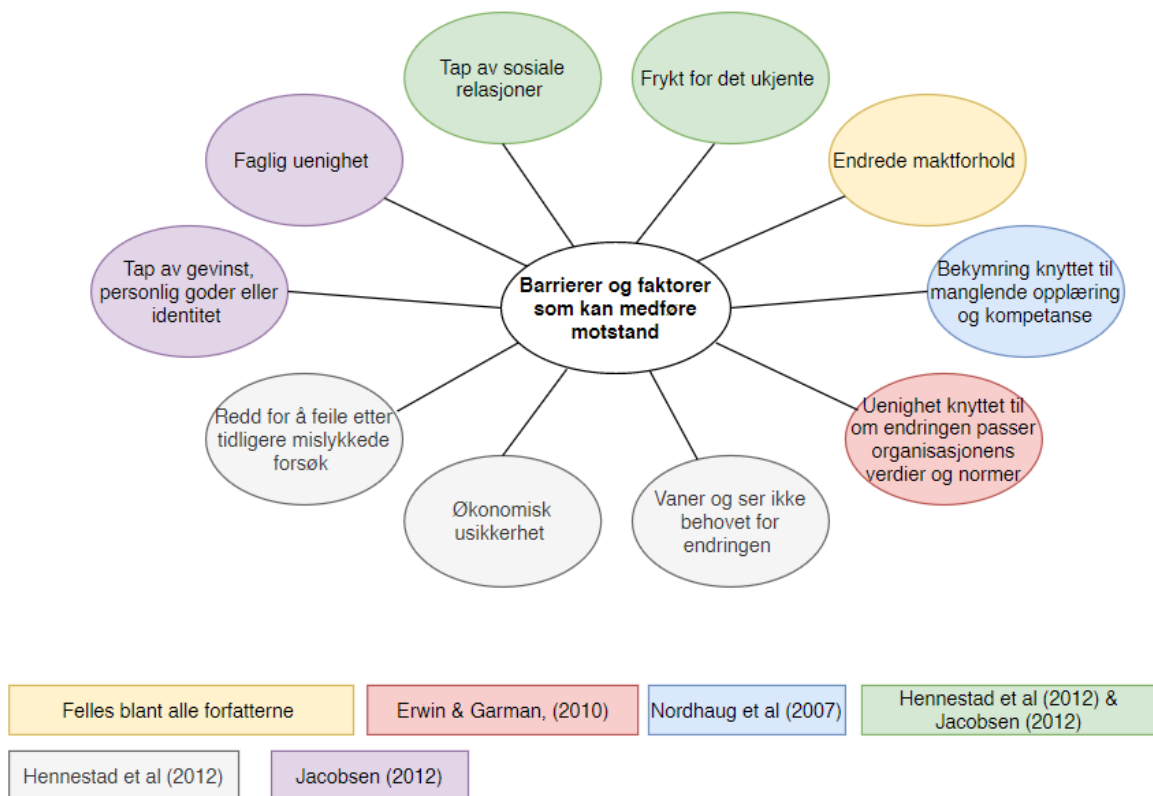 Tap av sosiale
relasjoner
Frykt for det ukjente
Faglig uenighet
Endrede maktforhold
Tap av gevinst,
personlig goder eller
identitet
Barrierer og faktorer
som kan medføre
motstand
Bekymring knyttet til
manglende opplæring
og kompetanse
Redd for å feile etter
tidligere mislykkede
forsøk
Uenighet knyttet til
om endringen passer
organisasjonens
verdier og normer
Økonomisk
usikkerhet
Vaner og ser ikke
behovet for
endringen
Felles blant alle forfatterne
Erwin & Garman, (2010)
Nordhaug et al (2007)
Hennestad et al (2012) &
Jacobsen (2012)
Hennestad et al (2012)
Jacobsen (2012)